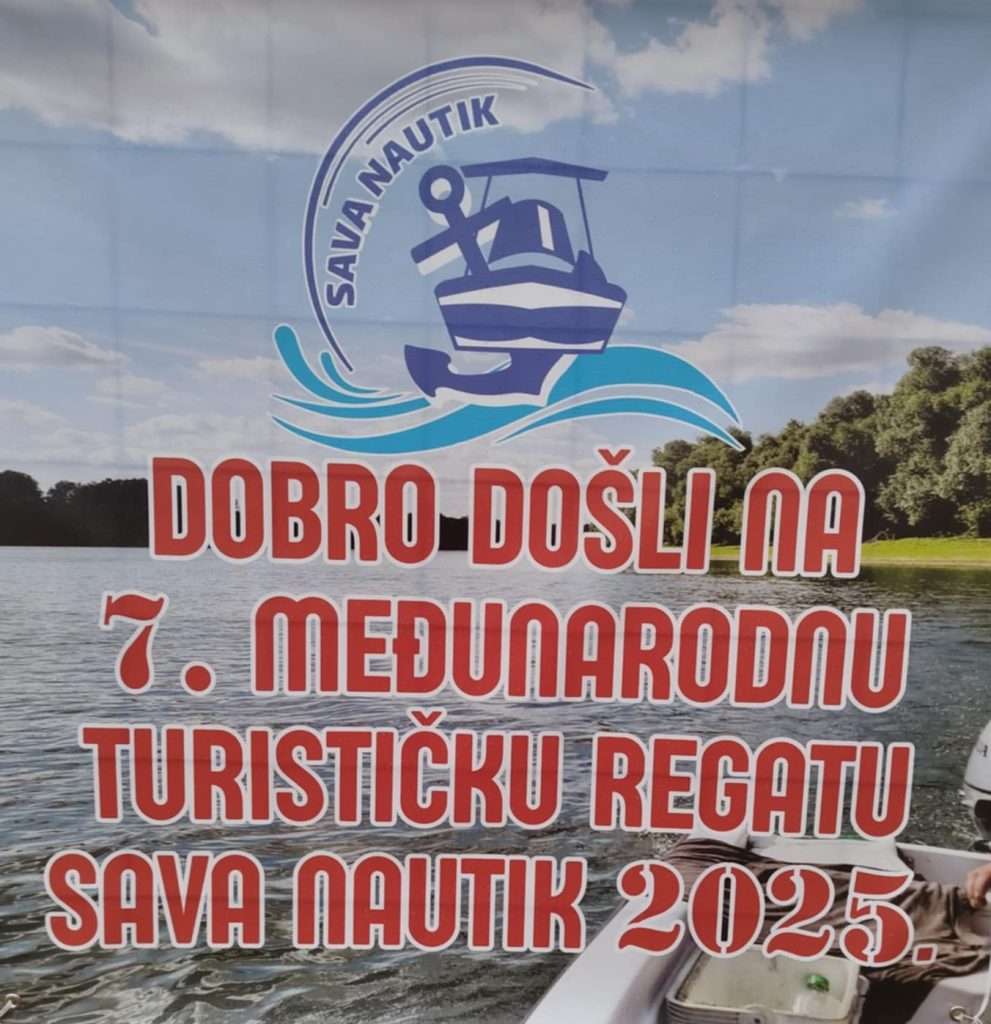 SAVA NAUTIK
DOBRO DOŠLI NA
7. MEĐUNARODNU
TURISTIČKU REGATU
SAVA NAUTIK 2025.